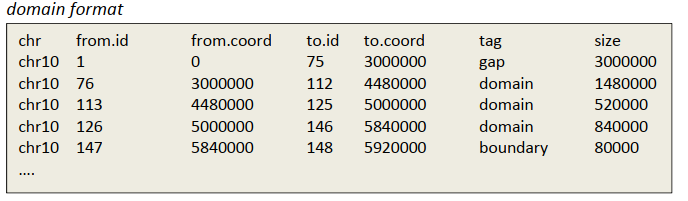 domain format
chr from.id from.coord to.id to.coord tag size
chr10 1 0 75 3000000 gap 3000000
chr10 76 3000000 112 4480000 domain 1480000
chr10 113 4480000 125 5000000 domain 520000
chr10 126 5000000 146 5840000 domain 840000
chr10 147 5840000 148 5920000 boundary 80000
....